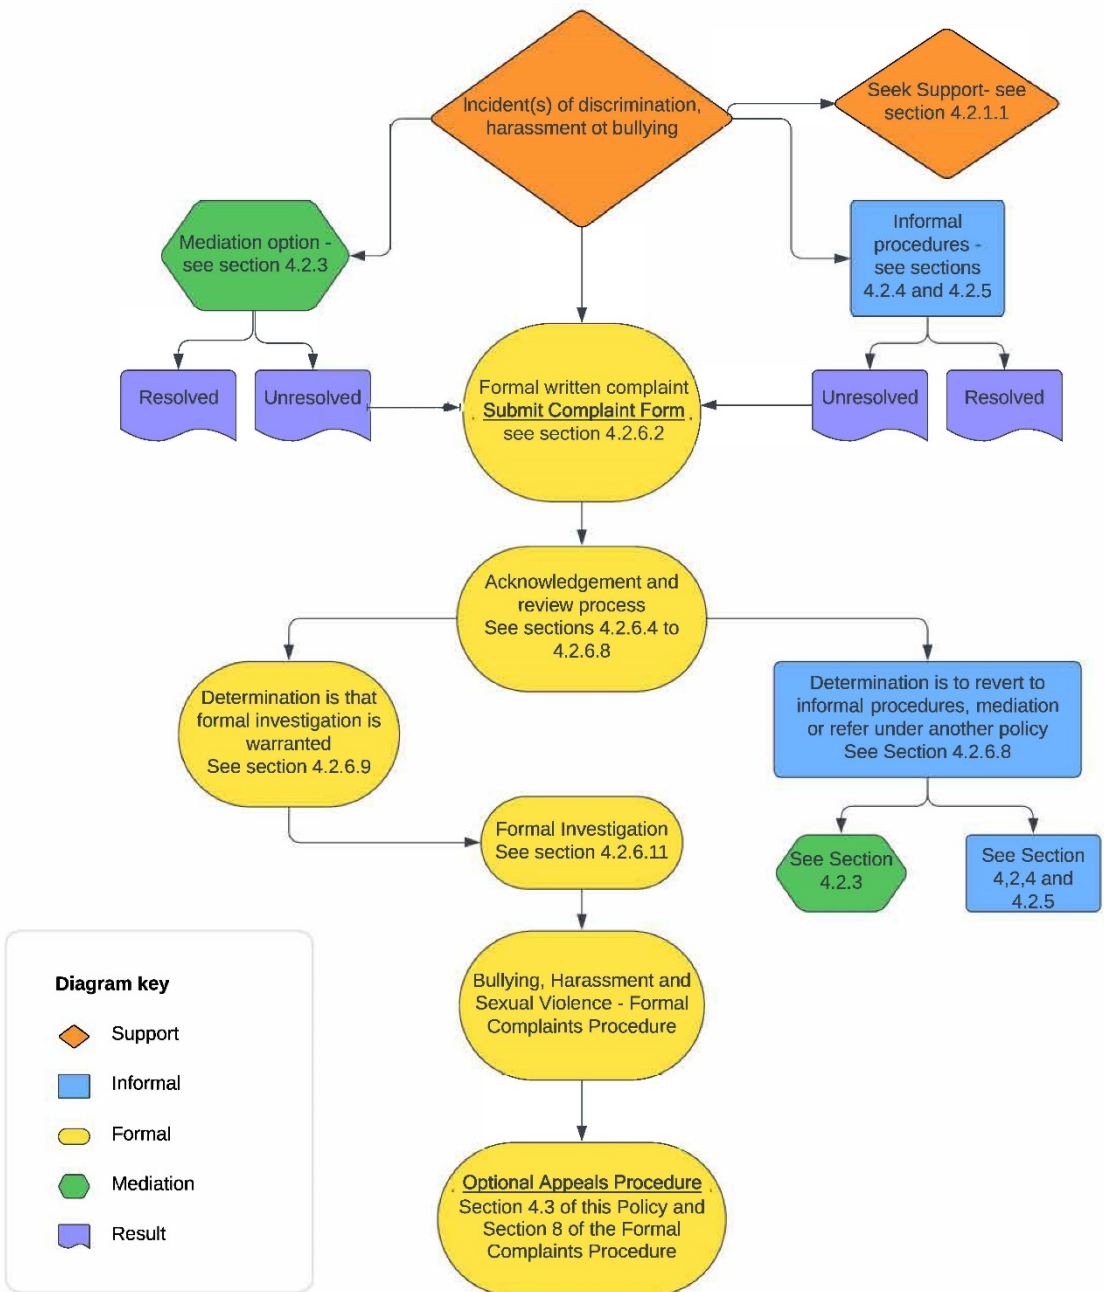 Incident(s) of discrimination,
harassment ot bullying
Seek Support- see
section 4.2.1.1
Mediation option -
see section 4.2.3
Informal
procedures -
see sections
4.2.4 and 4.2.5
Resolved
Unresolved
Formal written complaint
Submit Complaint Form
see section 4.2.6.2
Unresolved
Resolved
Acknowledgement and
review process
See sections 4.2.6.4 to
4.2.6.8
Determination is that
formal investigation is
warranted
See section 4.2.6.9
Determination is to revert to
informal procedures, mediation
or refer under another policy
See Section 4.2.6.8
Formal Investigation
See section 4.2.6.11
See Section
4.2.3
See Section
4,2,4 and
4.2.5
Bullying, Harassment and
Sexual Violence - Formal
Complaints Procedure
Optional Appeals Procedure
Section 4.3 of this Policy and
Section 8 of the Formal
Complaints Procedure
Diagram key
Support
Informal
Formal
Mediation
Result